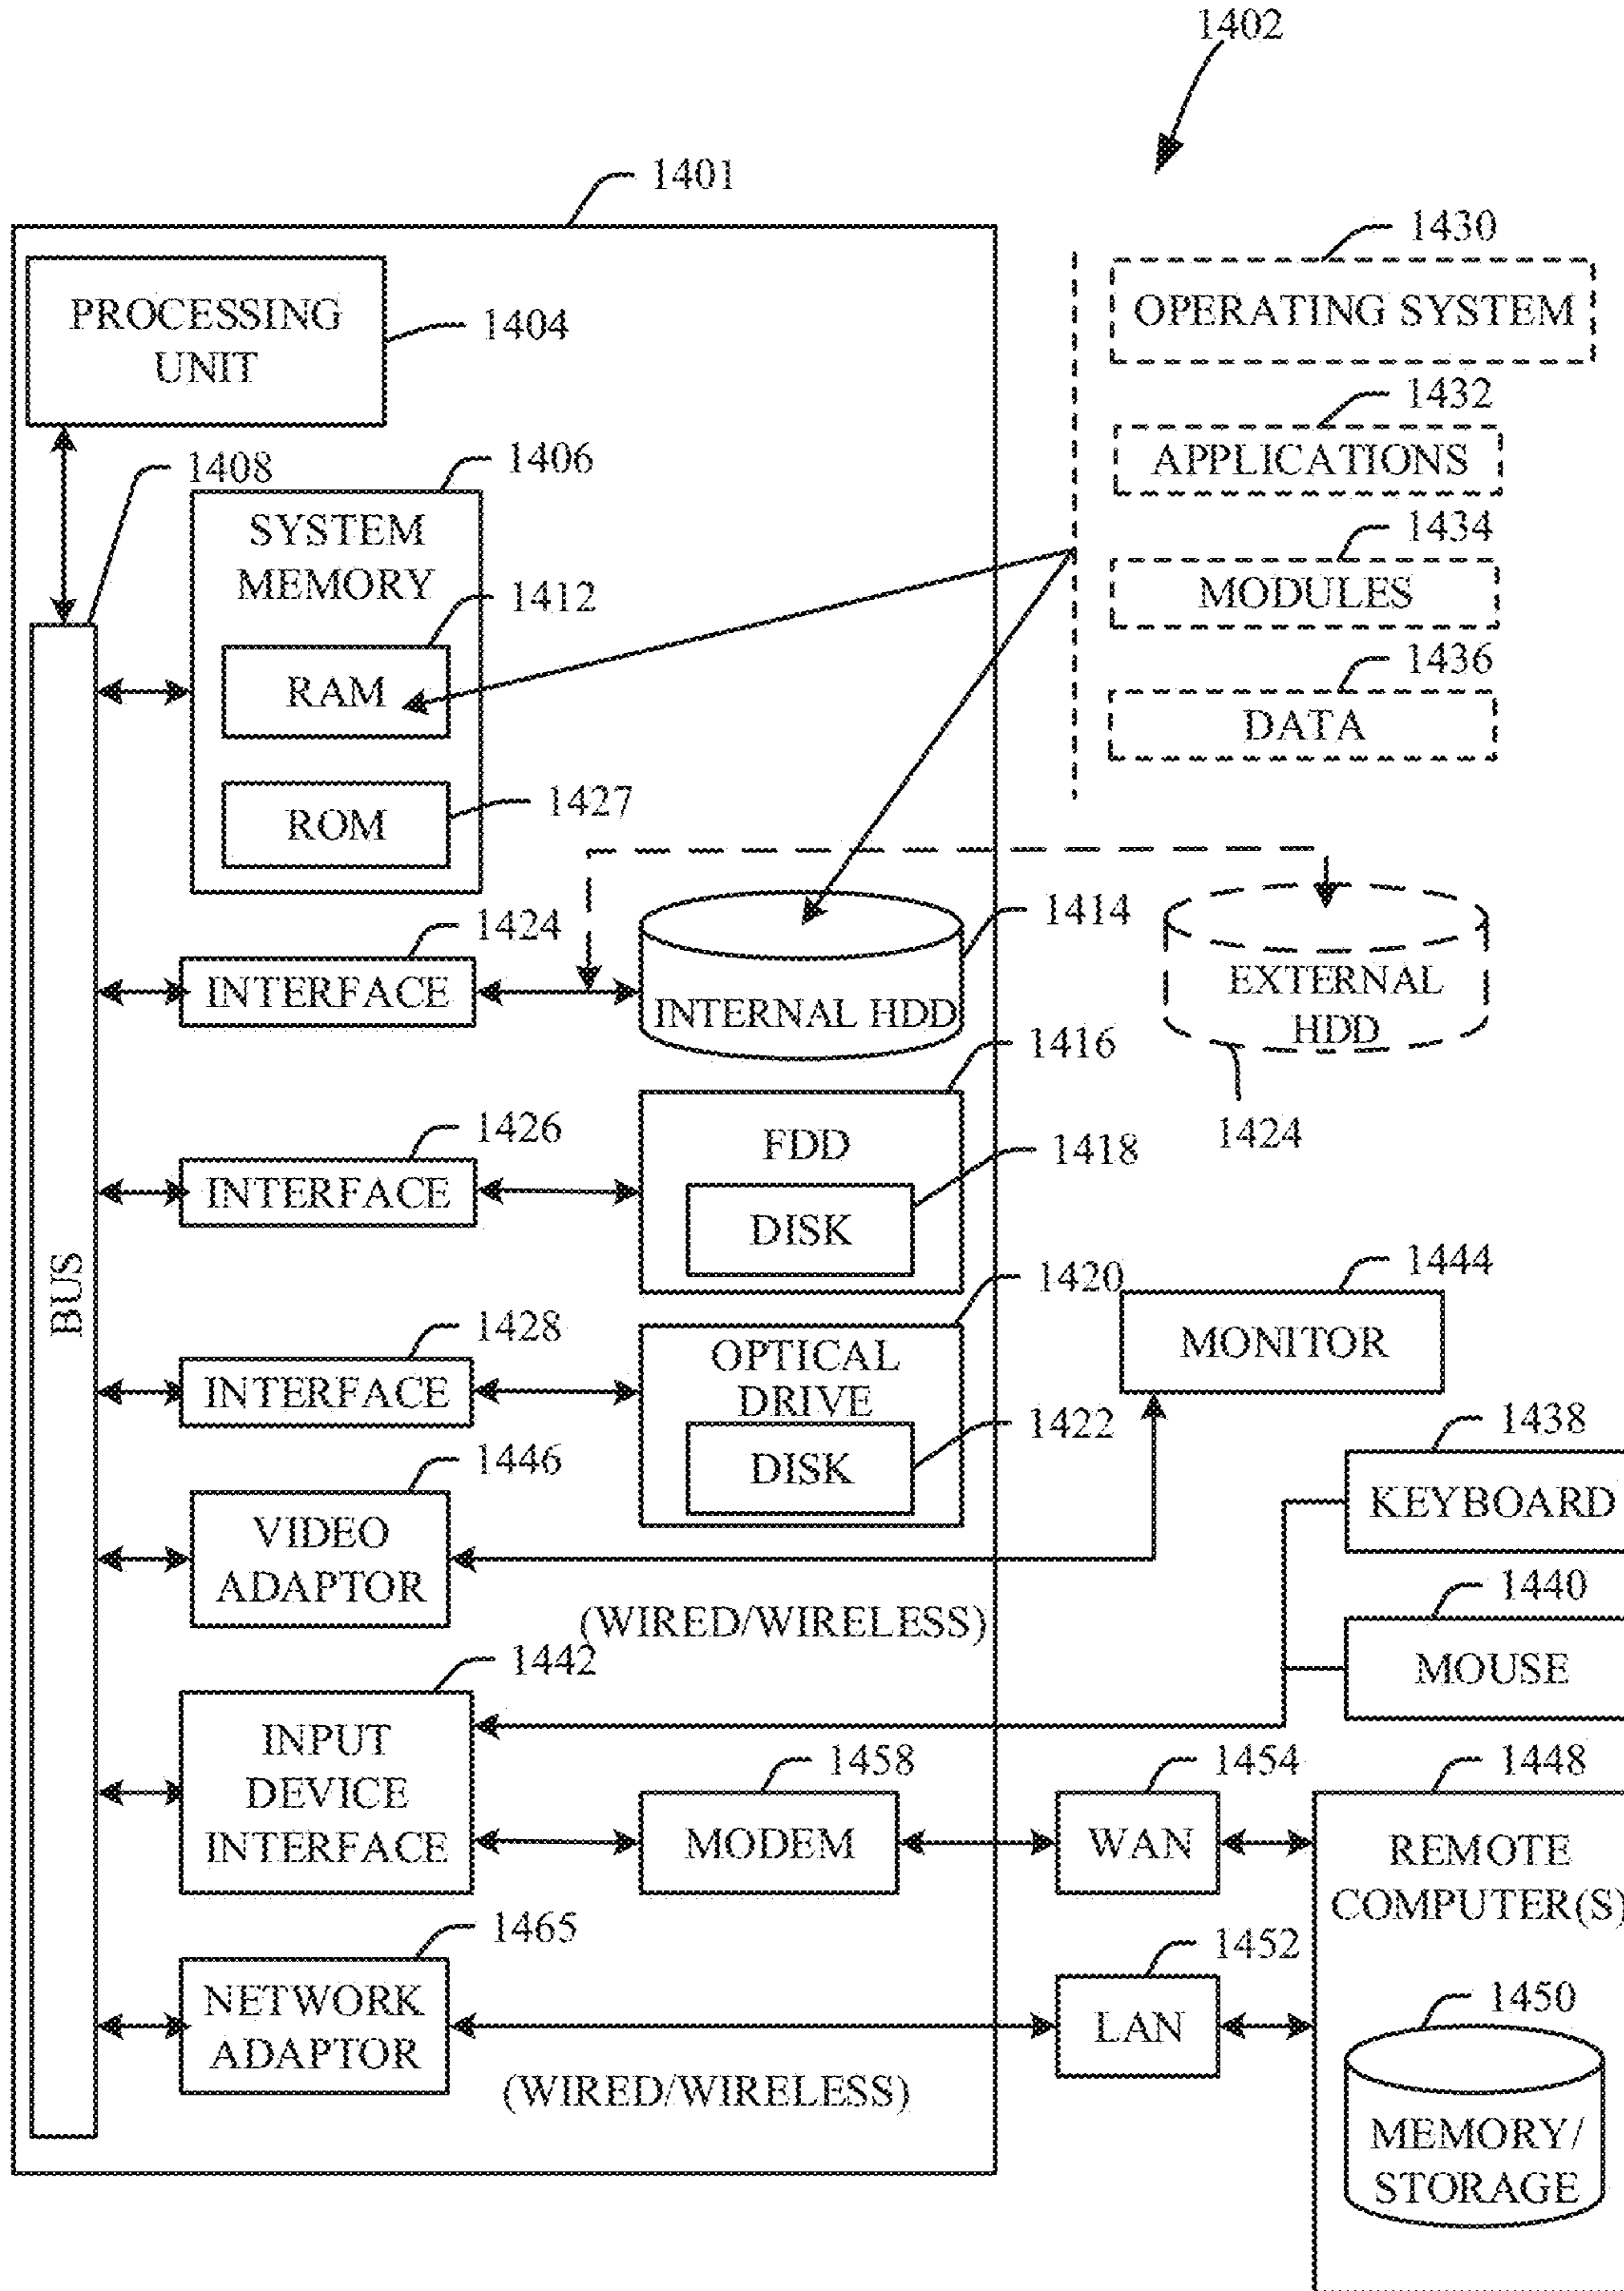 1402
1401
1430
OPERATING SYSTEM
PROCESSING
UNIT
1404
1432
APPLICATIONS
1408
1406
SYSTEM
MEMORY
1434
MODULES
1412
RAM
1436
DATA
1427
ROM
1424
INTERFACE
1414
INTERNAL HDD
EXTERNAL
HDD
1424
1416
FDD
1426
INTERFACE
1418
DISK
BUS
1420
OPTICAL
DRIVE
1444
MONITOR
1428
INTERFACE
1422
DISK
1438
KEYBOARD
1446
VIDEO
ADAPTOR
(WIRED/WIRELESS)
1440
MOUSE
1442
INPUT
DEVICE
INTERFACE
1458
MODEM
1454
WAN
1448
REMOTE
COMPUTER(S)
1465
NETWORK
ADAPTOR
(WIRED/WIRELESS)
1452
LAN
1450
MEMORY/
STORAGE